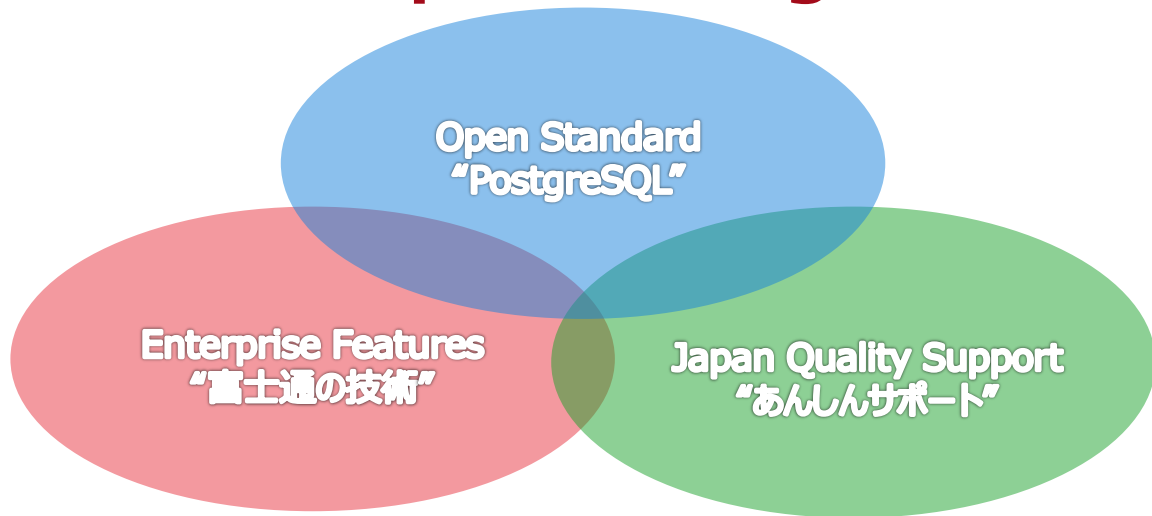 Open Standard
“PostgreSQL”
Enterprise Features
“富士通の技術”
Japan Quality Support
“あんしんサポート”